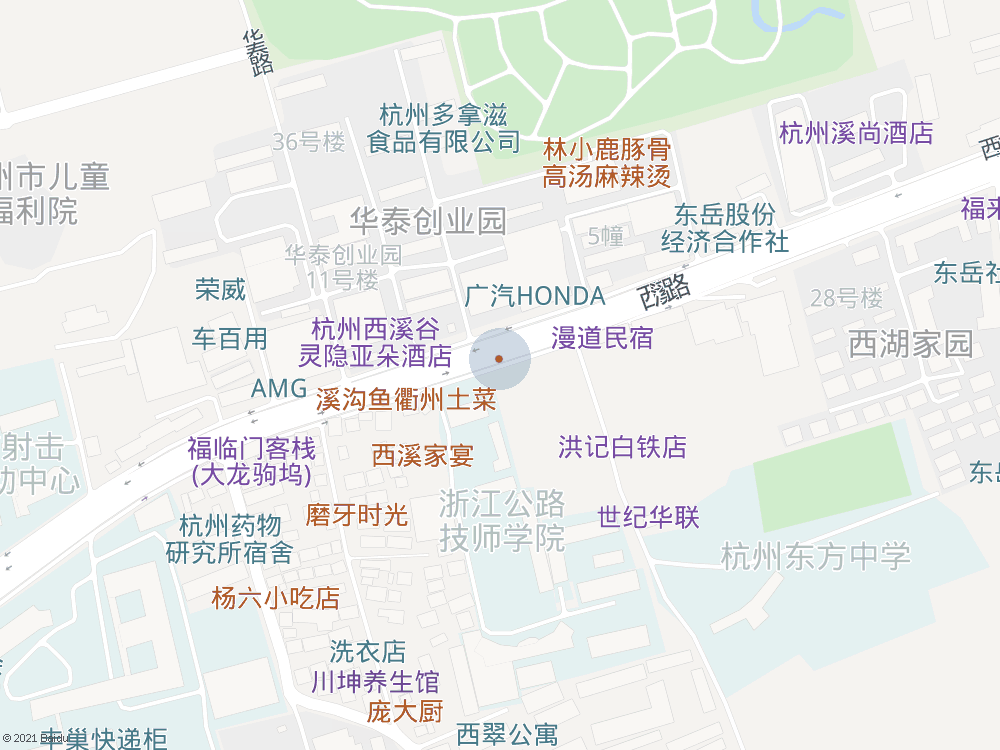 华泰路
杭州多拿滋
食品有限公司
36号楼
林小鹿豚骨
高汤麻辣烫
杭州溪尚酒店
西
州市儿童
福利院
华泰创业园
东岳股份
经济合作社
福来
5幢
华泰创业园
11号楼
东岳社
荣威
广汽HONDA
西溪路
28号楼
车百用
杭州西溪谷
灵隐亚朵酒店
漫道民宿
西湖家园
AMG
溪沟鱼衢州土菜
射击
动中心
福临门客栈
(大龙驹坞)
西溪家宴
洪记白铁店
东岳
磨牙时光
浙江公路
技师学院
世纪华联
杭州药物
研究所宿舍
杭州东方中学
杨六小吃店
洗衣店
川坤养生馆
庞大厨
西翠公寓
丰巢快递柜
© 2021 Baidu